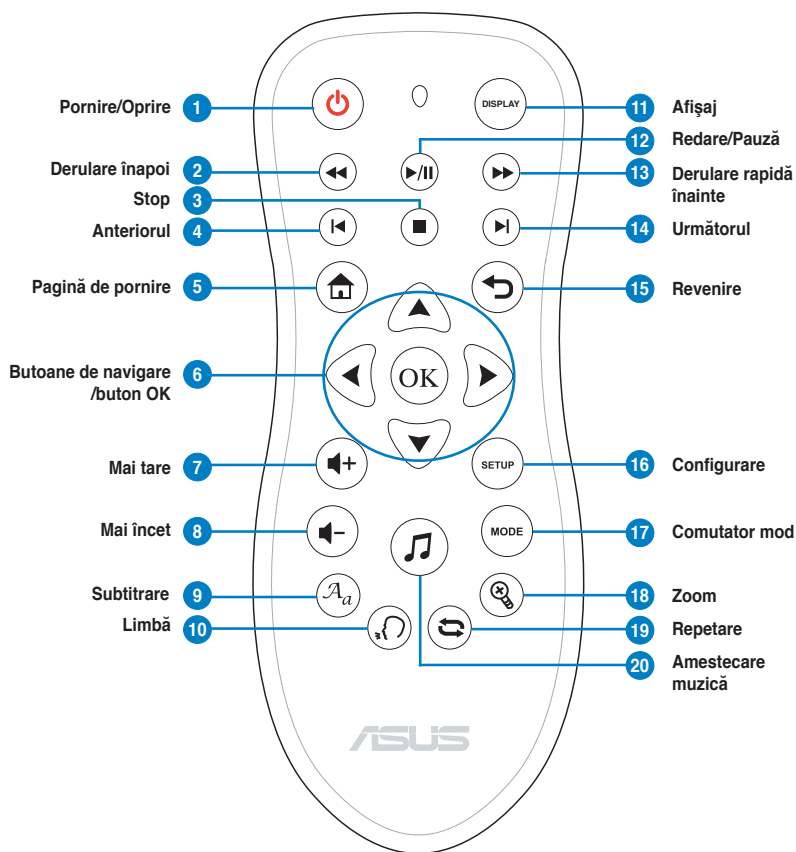 1 Pornire/Oprire
2 Derulare înapoi
3 Stop
4 Anteriorul
5 Pagină de pornire
6 Butoane de navigare
/buton OK
7 Mai tare
8 Mai încet
9 Subtitrare
10 Limbă
DISPLAY
OK
SETUP
MODE
Aa
ASUS
11 Afişaj
12 Redare/Pauză
13 Derulare rapidă
înainte
14 Următorul
15 Revenire
16 Configurare
17 Comutator mod
18 Zoom
19 Repetare
20 Amestecare
muzică